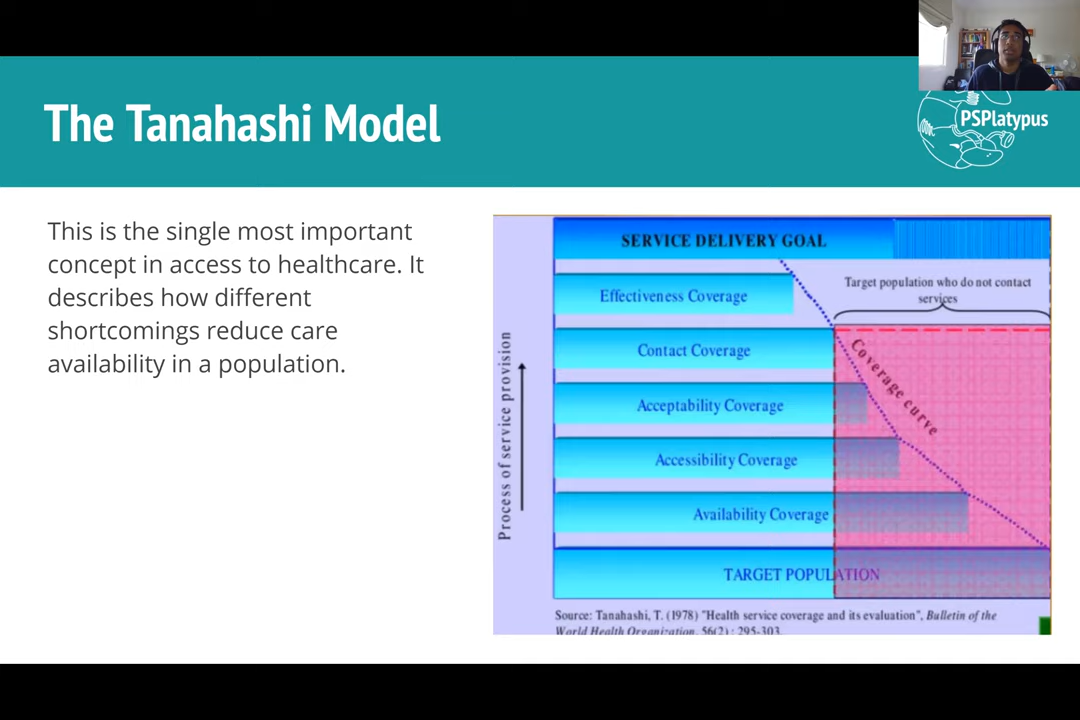 The Tanahashi Model
PSPlatypus
This is the single most important
concept in access to healthcare. It
describes how different
shortcomings reduce care
availability in a population.
SERVICE DELIVERY GOAL
Effectiveness Coverage
Target population who do not contact
services
Contact Coverage
Coverage curve
Acceptability Coverage
Accessibility Coverage
Availability Coverage
TARGET POPULATION
Process of service provision
Source: Tanahashi, T. (1978) "Health service coverage and its evaluation", Bulletin of the
World Health Organization, 56(2) : 295-303.